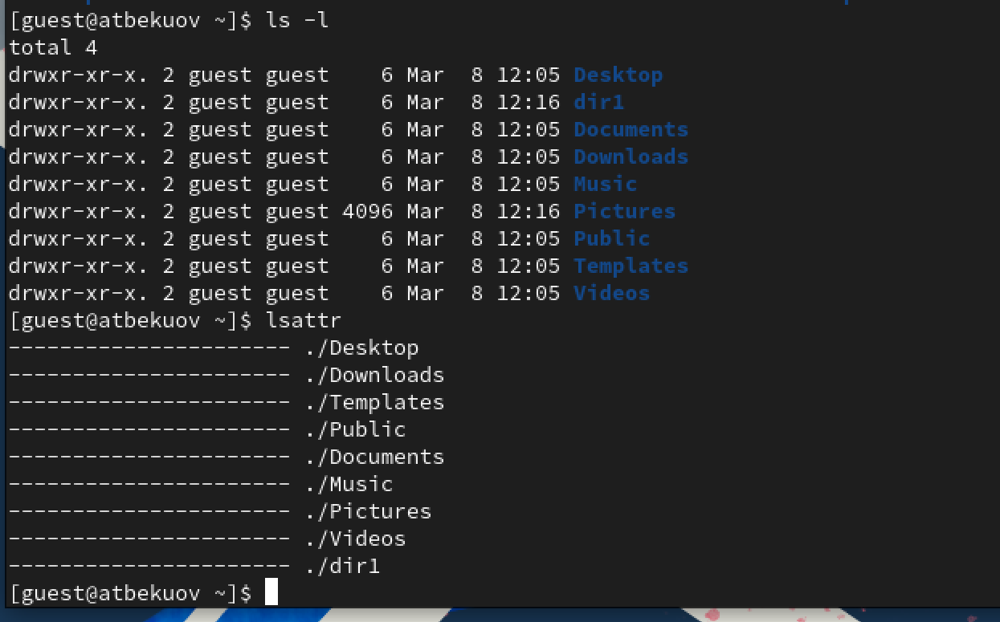 [guest@atbekuov ~]$ ls -l
total 4
drwxr-xr-x. 2 guest guest    6 Mar  8 12:05 Desktop
drwxr-xr-x. 2 guest guest    6 Mar  8 12:16 dir1
drwxr-xr-x. 2 guest guest    6 Mar  8 12:05 Documents
drwxr-xr-x. 2 guest guest    6 Mar  8 12:05 Downloads
drwxr-xr-x. 2 guest guest    6 Mar  8 12:05 Music
drwxr-xr-x. 2 guest guest 4096 Mar  8 12:16 Pictures
drwxr-xr-x. 2 guest guest    6 Mar  8 12:05 Public
drwxr-xr-x. 2 guest guest    6 Mar  8 12:05 Templates
drwxr-xr-x. 2 guest guest    6 Mar  8 12:05 Videos
[guest@atbekuov ~]$ lsattr
---------------------- ./Desktop
---------------------- ./Downloads
---------------------- ./Templates
---------------------- ./Public
---------------------- ./Documents
---------------------- ./Music
---------------------- ./Pictures
---------------------- ./Videos
---------------------- ./dir1
[guest@atbekuov ~]$